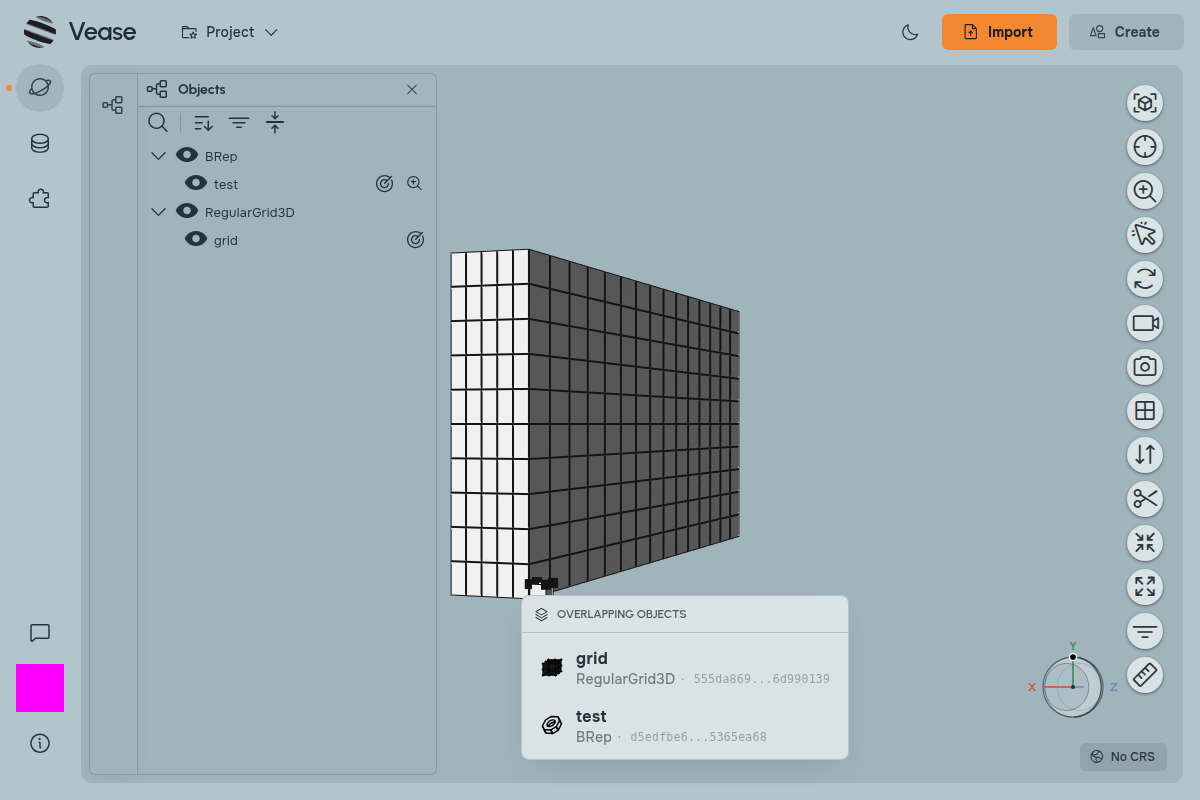 Vease
Project
Import
Create
Objects
BRep
test
RegularGrid3D
grid
OVERLAPPING OBJECTS
grid
RegularGrid3D · 555da869...6d990139
test
BRep · d5edfbe6...5365ea68
Y
X
Z
No CRS